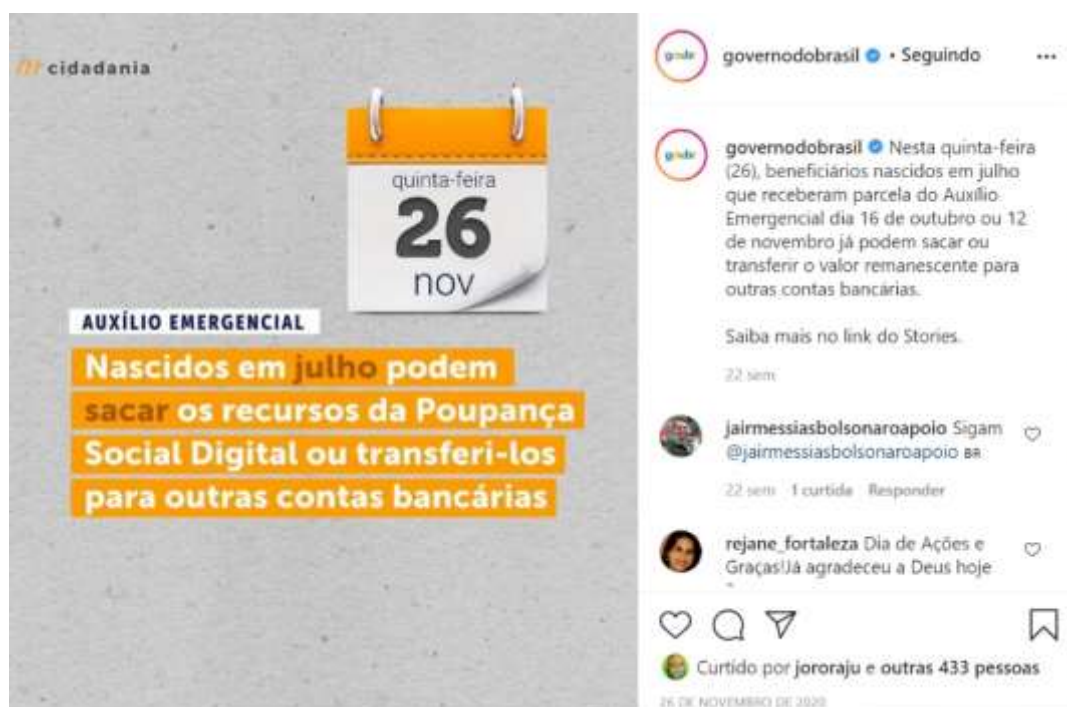 cidadania
quinta-feira
26
nov
AUXÍLIO EMERGENCIAL
Nascidos em julho podem
sacar os recursos da Poupança
Social Digital ou transferi-los
para outras contas bancárias
governodobrasil • Seguindo
governodobrasil Nesta quinta-feira
(26), beneficiários nascidos em julho
que receberam parcela do Auxílio
Emergencial dia 16 de outubro ou 12
de novembro já podem sacar ou
transferir o valor remanescente para
outras contas bancárias.
Saiba mais no link do Stories.
22 sem
jairmessiasbolsonaroapoio Sigam
@jairmessiasbolsonaroapoio BR
22 sem 1 curtida Responder
rejane_fortaleza Dia de Ações e
Graças!Já agradeceu a Deus hoje
Curtido por jororaju e outras 433 pessoas
26 DE NOVEMBRO DE 2020